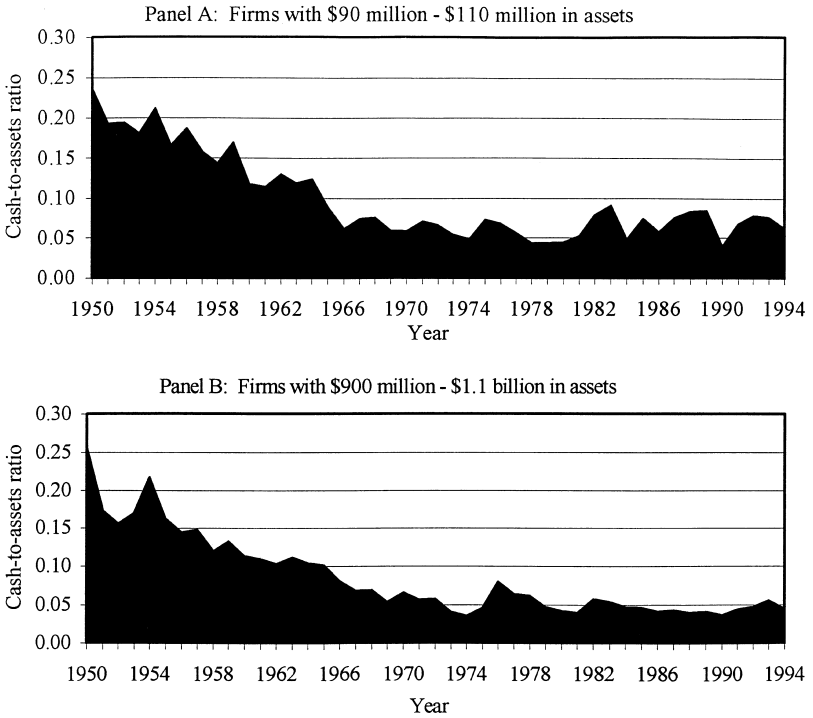 Panel A: Firms with $90 million - $110 million in assets
0.30
0.25
0.20
0.15
0.10
0.05
0.00
Cash-to-assets ratio
1950 1954 1958 1962 1966 1970 1974 1978 1982 1986 1990 1994
Year
Panel B: Firms with $900 million - $1.1 billion in assets
0.30
0.25
0.20
0.15
0.10
0.05
0.00
Cash-to-assets ratio
1950 1954 1958 1962 1966 1970 1974 1978 1982 1986 1990 1994
Year